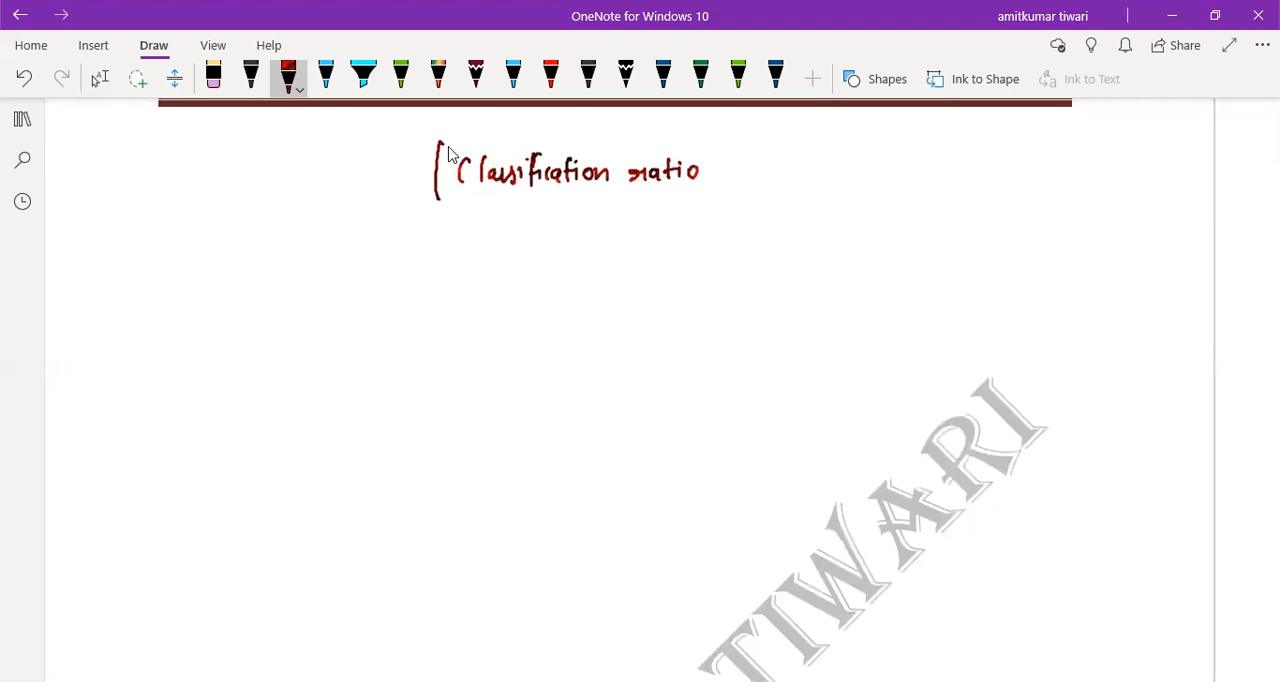 OneNote for Windows 10
amitkumar tiwari
Home Insert Draw View Help
Share
Shapes Ink to Shape Ink to Text
Classification ratio
TIWARI